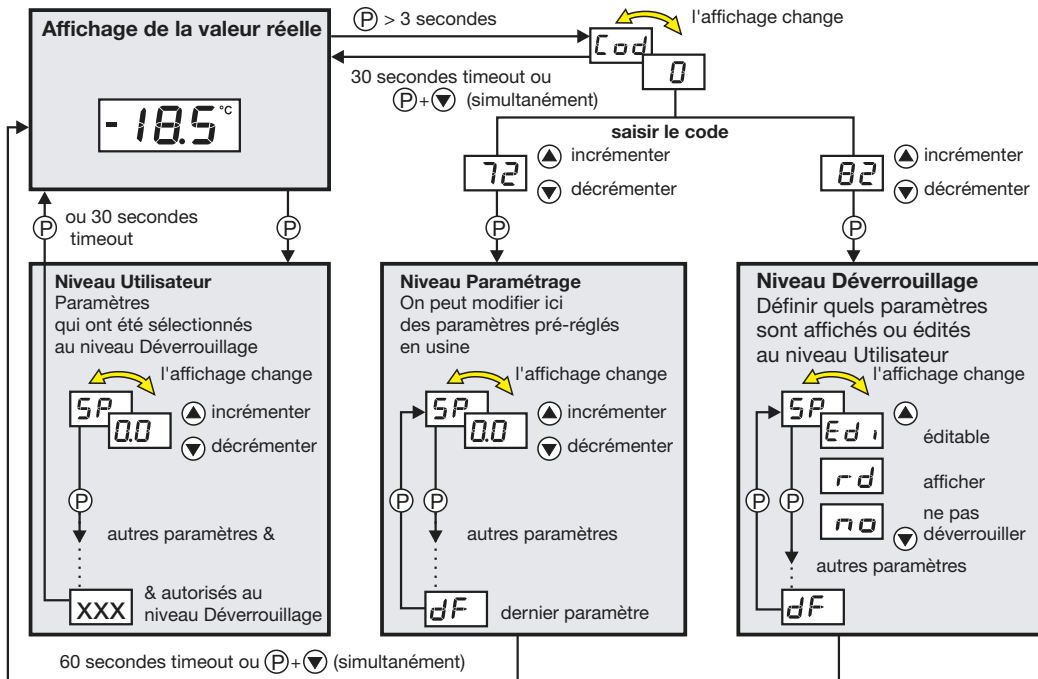 Affichage de la valeur réelle
-18.5 °C
P > 3 secondes
l'affichage change
Cod
0
30 secondes timeout ou
P + (simultanément)
saisir le code
72
incrémenter
décrémenter
82
incrémenter
décrémenter
P
ou 30 secondes
timeout
P
P
P
Niveau Utilisateur
Paramètres
qui ont été sélectionnés
au niveau Déverrouillage
l'affichage change
SP
0.0
incrémenter
décrémenter
P
autres paramètres &
& autorisés au
niveau Déverrouillage
xxx
Niveau Paramétrage
On peut modifier ici
des paramètres pré-réglés
en usine
l'affichage change
SP
0.0
incrémenter
décrémenter
P
P
autres paramètres
dF
dernier paramètre
Niveau Déverrouillage
Définir quels paramètres
sont affichés ou édités
au niveau Utilisateur
l'affichage change
SP
Edi
éditable
rd
afficher
no
ne pas
déverrouiller
P
P
autres paramètres
dF
60 secondes timeout ou P + (simultanément)